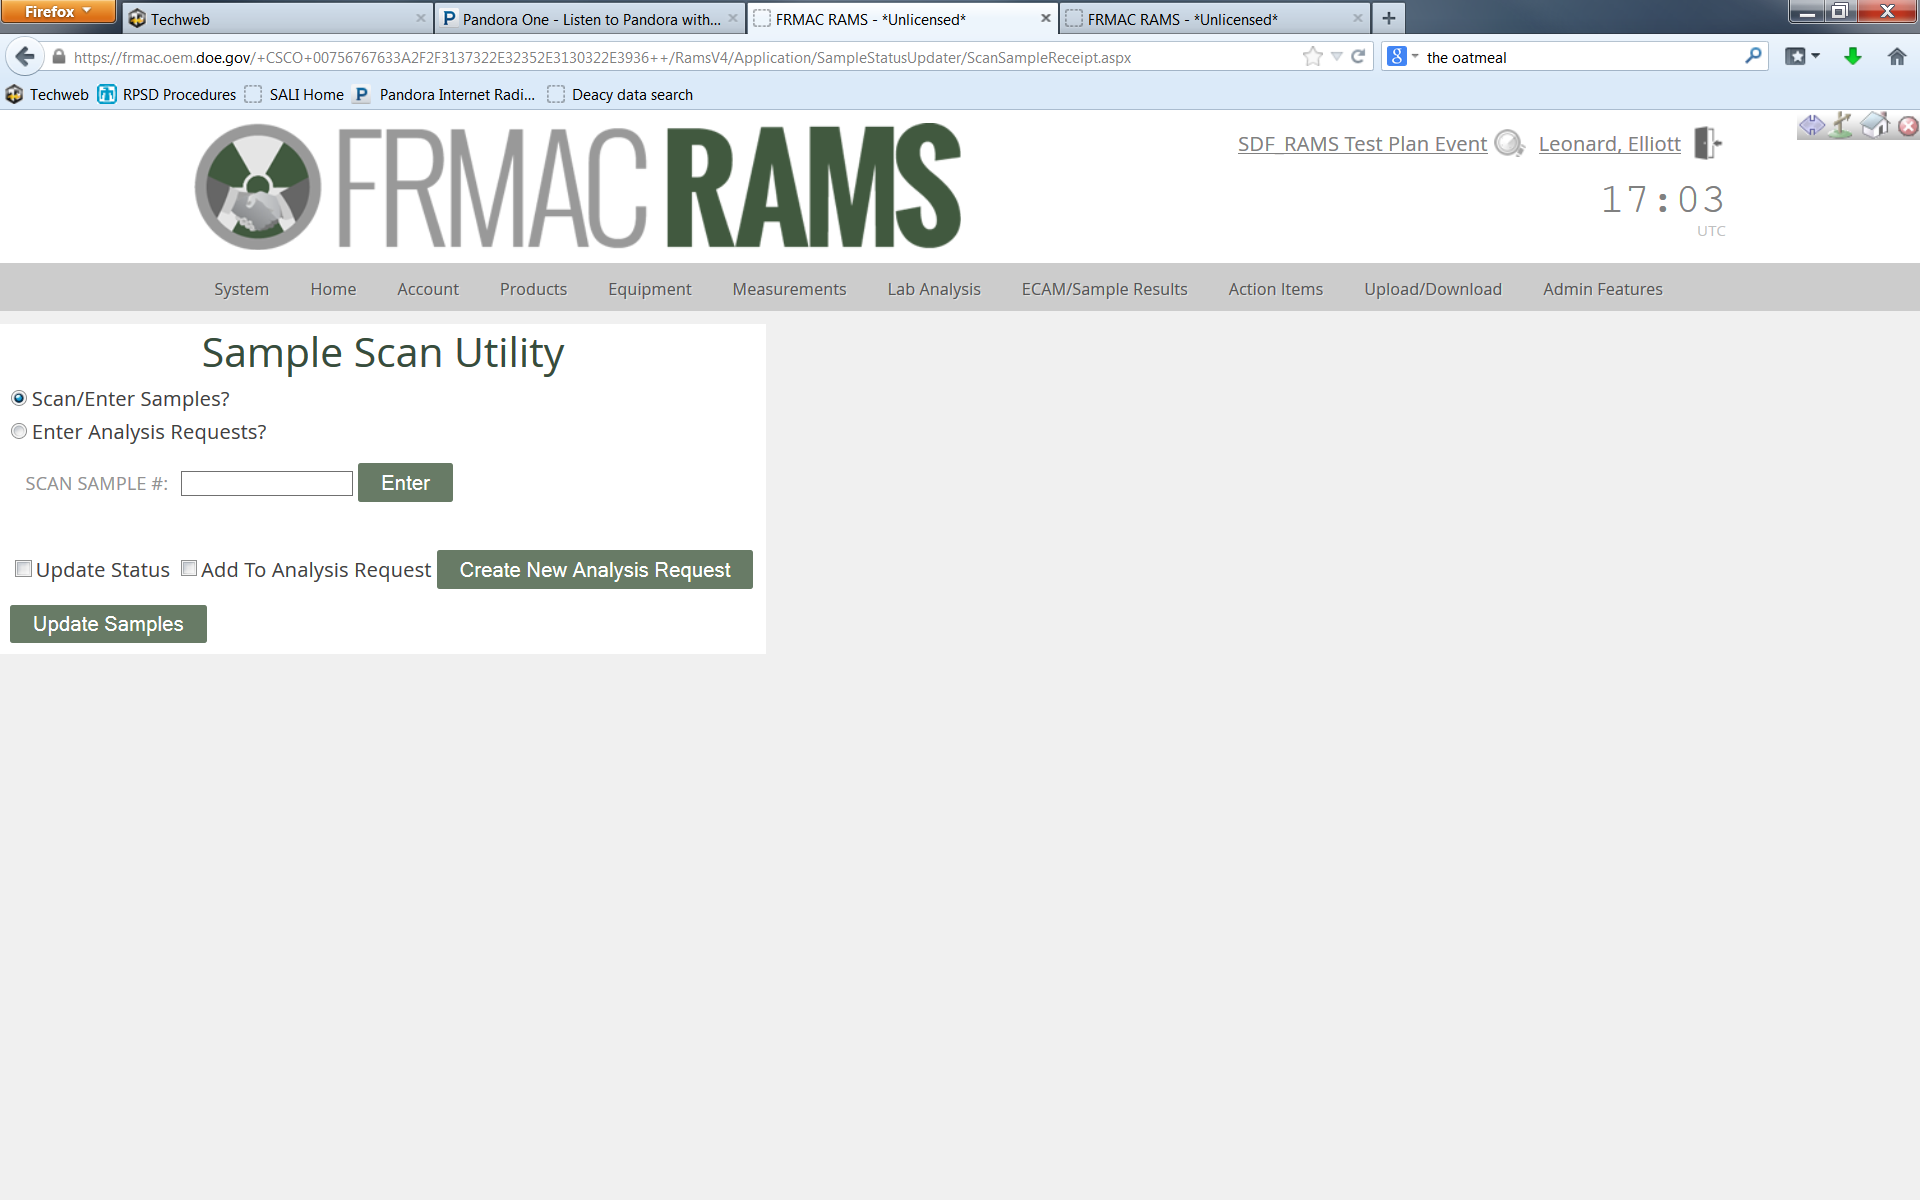 Firefox
Techweb
Pandora One - Listen to Pandora with...
FRMAC RAMS - *Unlicensed*
FRMAC RAMS - *Unlicensed*
https://frmac.oem.doe.gov/+CSCO+00756767633A2F2F3137322E32352E3130322E3936++/RamsV4/Application/SampleStatusUpdater/ScanSampleReceipt.aspx
the oatmeal
Techweb
RPSD Procedures
SALI Home
Pandora Internet Radi...
Deacy data search
FRMAC RAMS
SDF_RAMS Test Plan Event
Leonard, Elliott
17:03
UTC
System Home Account Products Equipment Measurements Lab Analysis ECAM/Sample Results Action Items Upload/Download Admin Features
Sample Scan Utility
Scan/Enter Samples?
Enter Analysis Requests?
SCAN SAMPLE #: Enter
Update Status Add To Analysis Request Create New Analysis Request
Update Samples